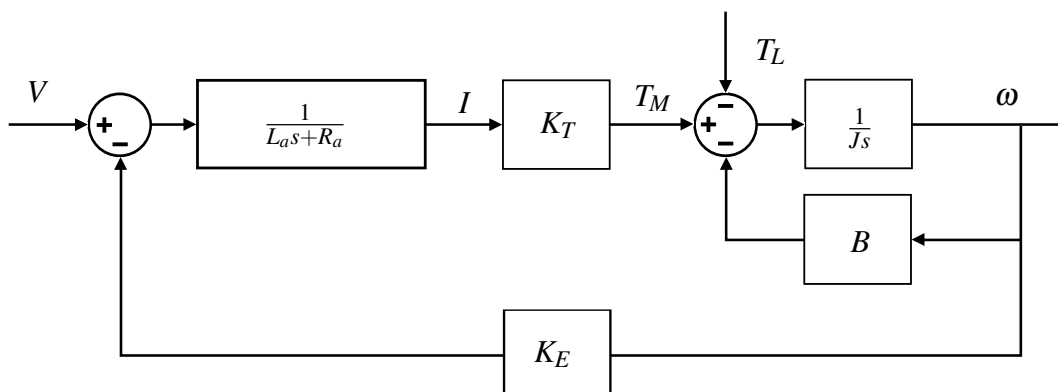 T_L
V
+
−
1/(L_a s+R_a)
I
K_T
T_M
−
+
−
1/(Js)
ω
B
K_E